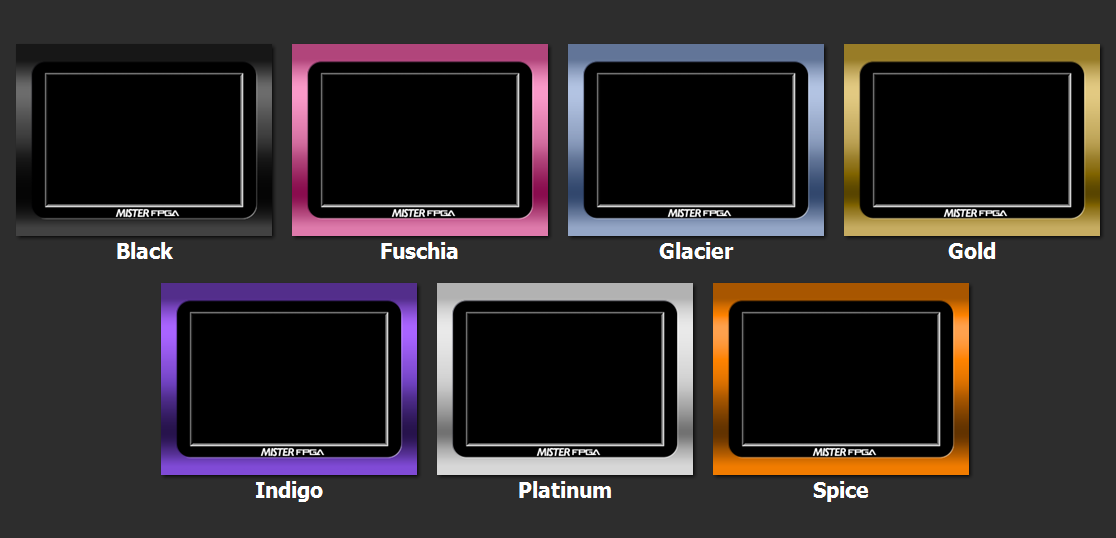 MiSTER FPGA
MiSTER FPGA
MiSTER FPGA
MiSTER FPGA
Black
Fuschia
Glacier
Gold
MiSTER FPGA
MiSTER FPGA
MiSTER FPGA
Indigo
Platinum
Spice